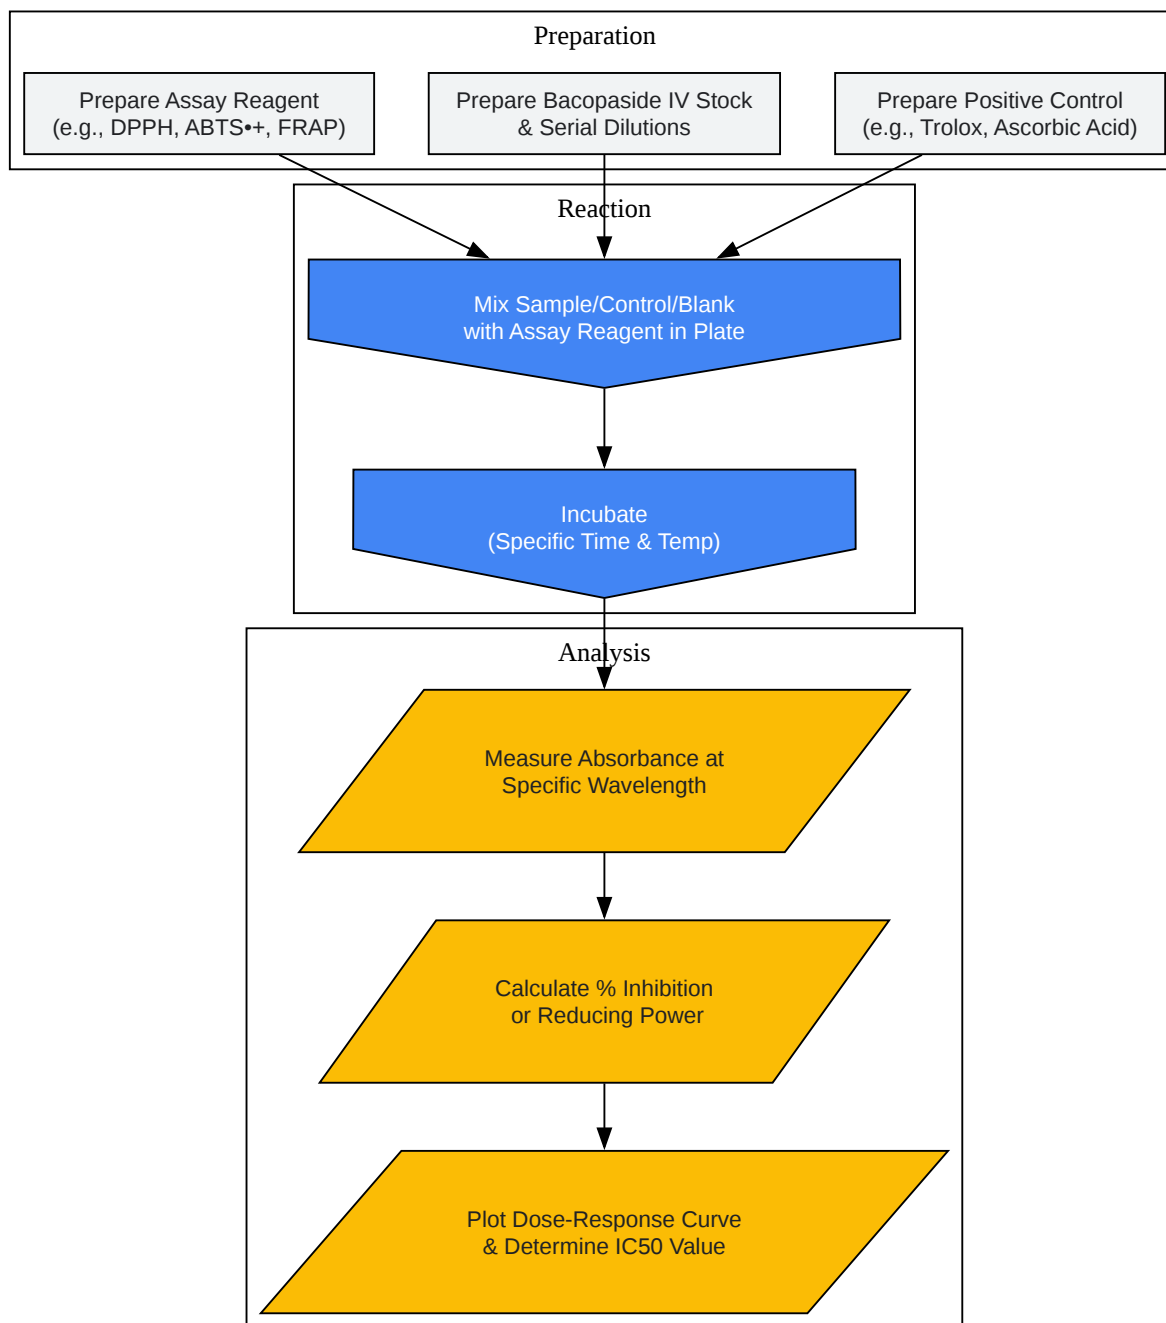 Preparation
Prepare Assay Reagent
(e.g., DPPH, ABTS•+, FRAP)
Prepare Bacopaside IV Stock
& Serial Dilutions
Prepare Positive Control
(e.g., Trolox, Ascorbic Acid)
Reaction
Mix Sample/Control/Blank
with Assay Reagent in Plate
Incubate
(Specific Time & Temp)
Analysis
Measure Absorbance at
Specific Wavelength
Calculate % Inhibition
or Reducing Power
Plot Dose-Response Curve
& Determine IC50 Value